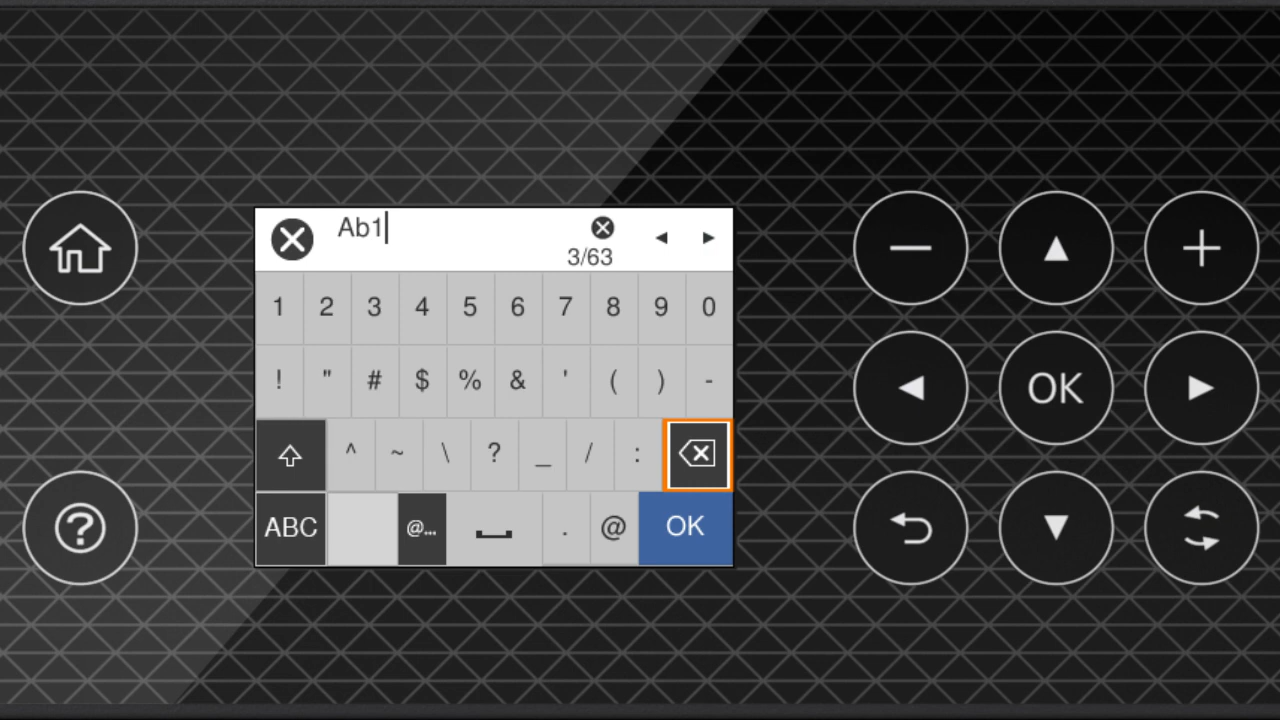 Ab1
3/63
1 2 3 4 5 6 7 8 9 0
! " # $ % & ' ( ) -
^ ~ \ ? _ / :
ABC @... . @ OK
OK